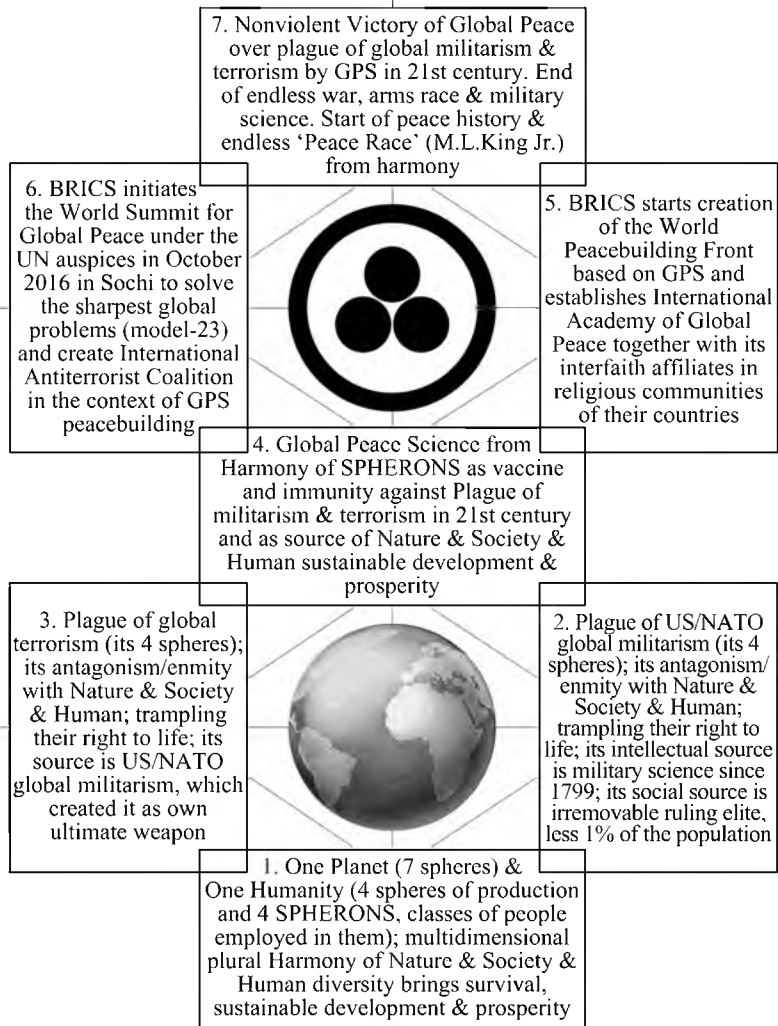 7. Nonviolent Victory of Global Peace
over plague of global militarism &
terrorism by GPS in 21st century. End
of endless war, arms race & military
science. Start of peace history &
endless ‘Peace Race’ (M.L.King Jr.)
from harmony
6. BRICS initiates
the World Summit for
Global Peace under the
UN auspices in October
2016 in Sochi to solve
the sharpest global
problems (model-23)
and create International
Antiterrorist Coalition
in the context of GPS
peacebuilding
5. BRICS starts creation
of the World
Peacebuilding Front
based on GPS and
establishes International
Academy of Global
Peace together with its
interfaith affiliates in
religious communities
of their countries
4. Global Peace Science from
Harmony of SPHERONS as vaccine
and immunity against Plague of
militarism & terrorism in 21st century
and as source of Nature & Society &
Human sustainable development &
prosperity
3. Plague of global
terrorism (its 4 spheres);
its antagonism/enmity
with Nature & Society
& Human; trampling
their right to life; its
source is US/NATO
global militarism, which
created it as own
ultimate weapon
2. Plague of US/NATO
global militarism (its 4
spheres); its antagonism/
enmity with Nature &
Society & Human;
trampling their right to
life; its intellectual source
is military science since
1799; its social source is
irremovable ruling elite,
less 1% of the population
1. One Planet (7 spheres) &
One Humanity (4 spheres of production
and 4 SPHERONS, classes of people
employed in them); multidimensional
plural Harmony of Nature & Society &
Human diversity brings survival,
sustainable development & prosperity